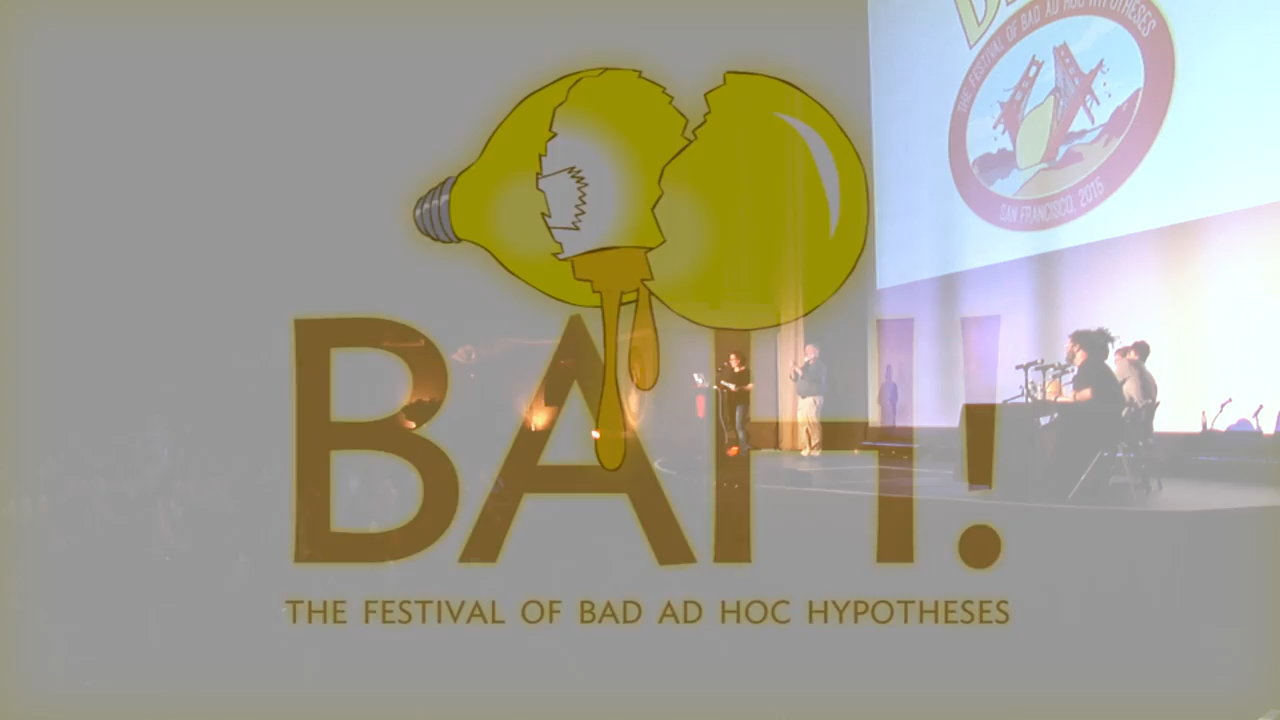 THE FESTIVAL OF BAD AD HOC HYPOTHESES
SAN FRANCISCO, 2015
BAH!
THE FESTIVAL OF BAD AD HOC HYPOTHESES